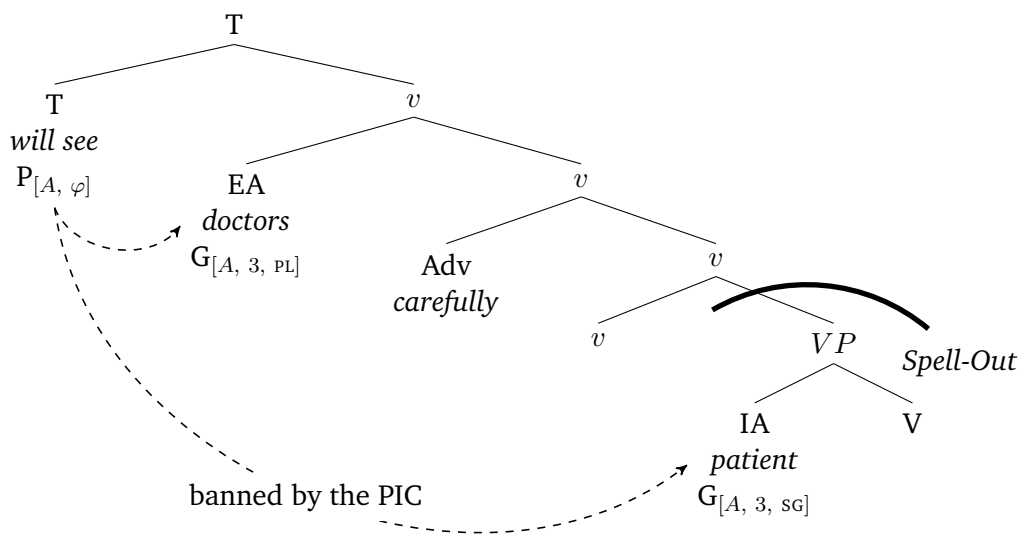 T
T
v
will see
P[A, φ]
EA
v
doctors
G[A, 3, PL]
Adv
v
carefully
v
VP
Spell-Out
IA
V
patient
G[A, 3, SG]
banned by the PIC